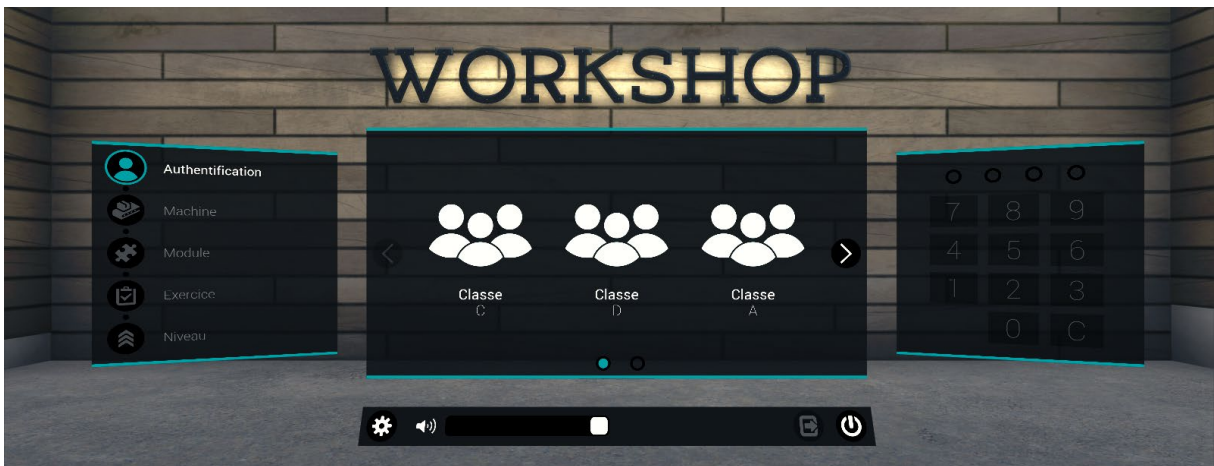 WORKSHOP
Authentification
Machine
Module
Exercice
Niveau
Classe
C
Classe
D
Classe
A
7 8 9
4 5 6
1 2 3
0 C